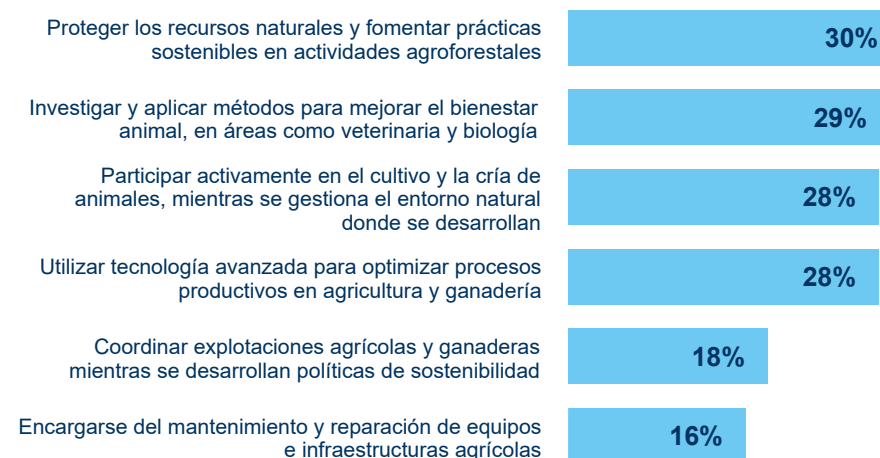 Proteger los recursos naturales y fomentar prácticas
sostenibles en actividades agroforestales
30%
Investigar y aplicar métodos para mejorar el bienestar
animal, en áreas como veterinaria y biología
29%
Participar activamente en el cultivo y la cría de
animales, mientras se gestiona el entorno natural
donde se desarrollan
28%
Utilizar tecnología avanzada para optimizar procesos
productivos en agricultura y ganadería
28%
Coordinar explotaciones agrícolas y ganaderas
mientras se desarrollan políticas de sostenibilidad
18%
Encargarse del mantenimiento y reparación de equipos
e infraestructuras agrícolas
16%